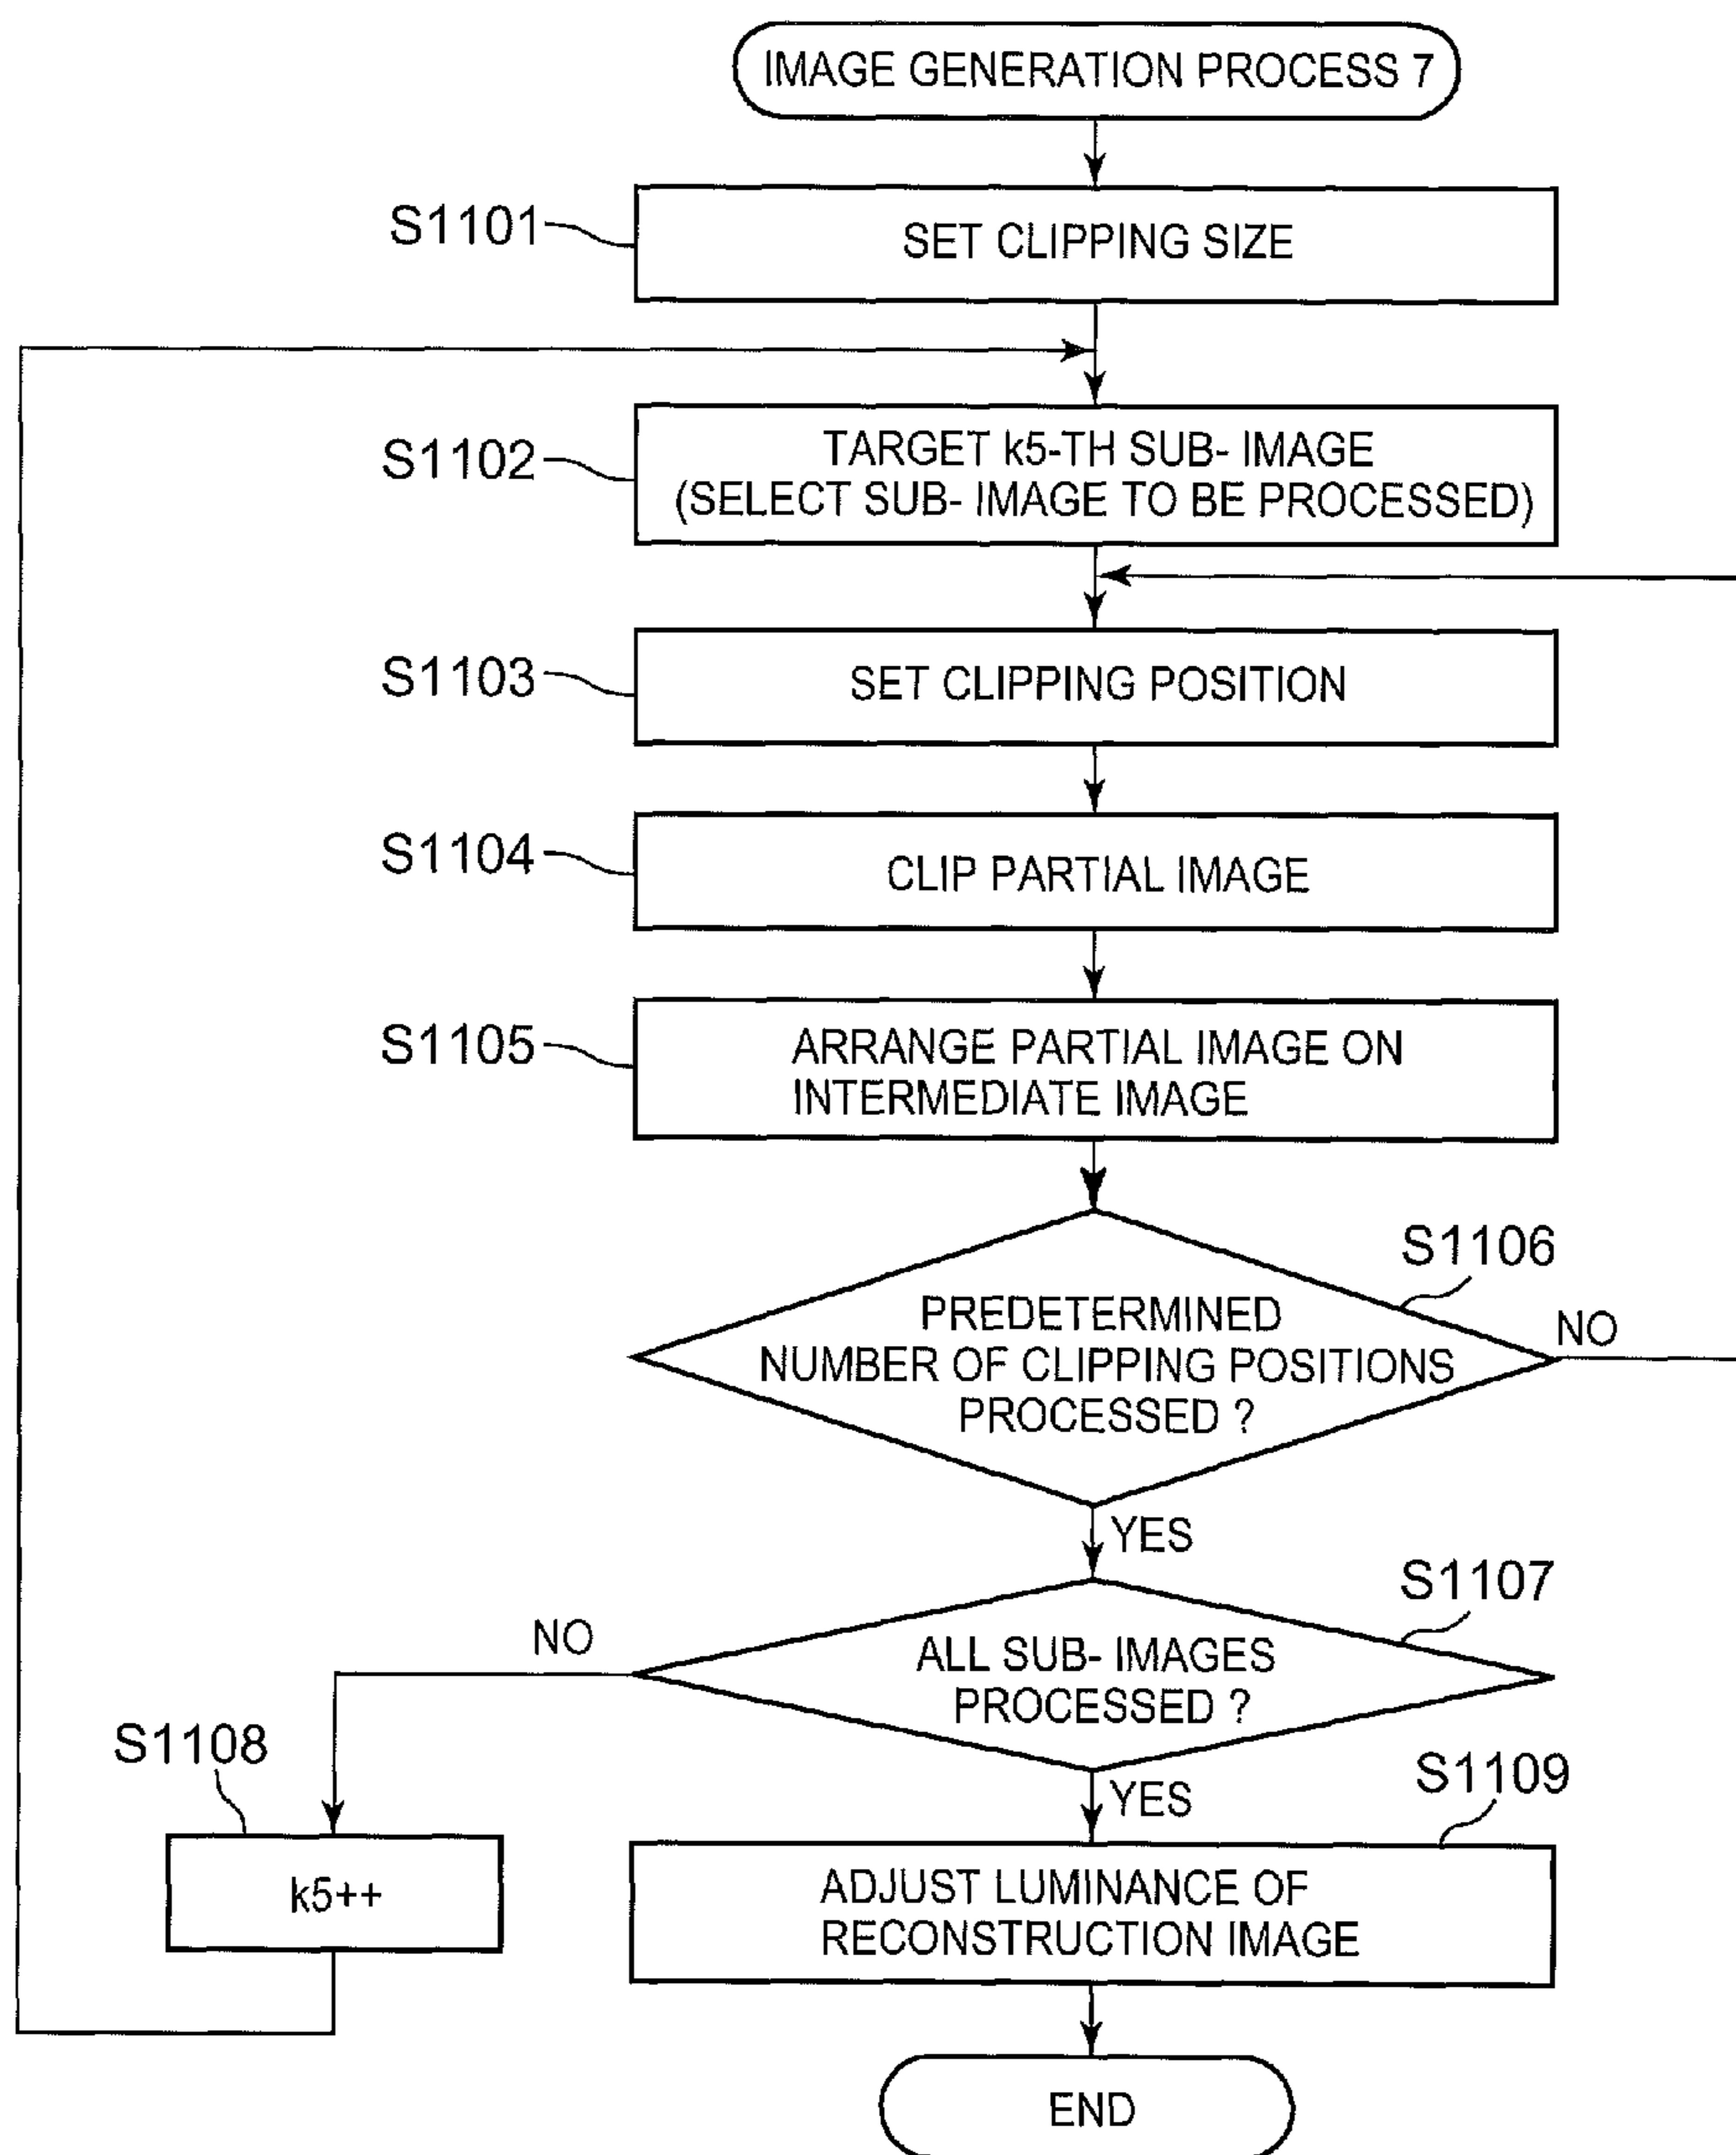 IMAGE GENERATION PROCESS 7
S1101
SET CLIPPING SIZE
S1102
TARGET k5-TH SUB- IMAGE
(SELECT SUB- IMAGE TO BE PROCESSED)
S1103
SET CLIPPING POSITION
S1104
CLIP PARTIAL IMAGE
S1105
ARRANGE PARTIAL IMAGE ON
INTERMEDIATE IMAGE
S1106
PREDETERMINED
NUMBER OF CLIPPING POSITIONS
PROCESSED ?
NO
YES
S1107
ALL SUB- IMAGES
PROCESSED ?
NO
YES
S1108
k5++
S1109
ADJUST LUMINANCE OF
RECONSTRUCTION IMAGE
END